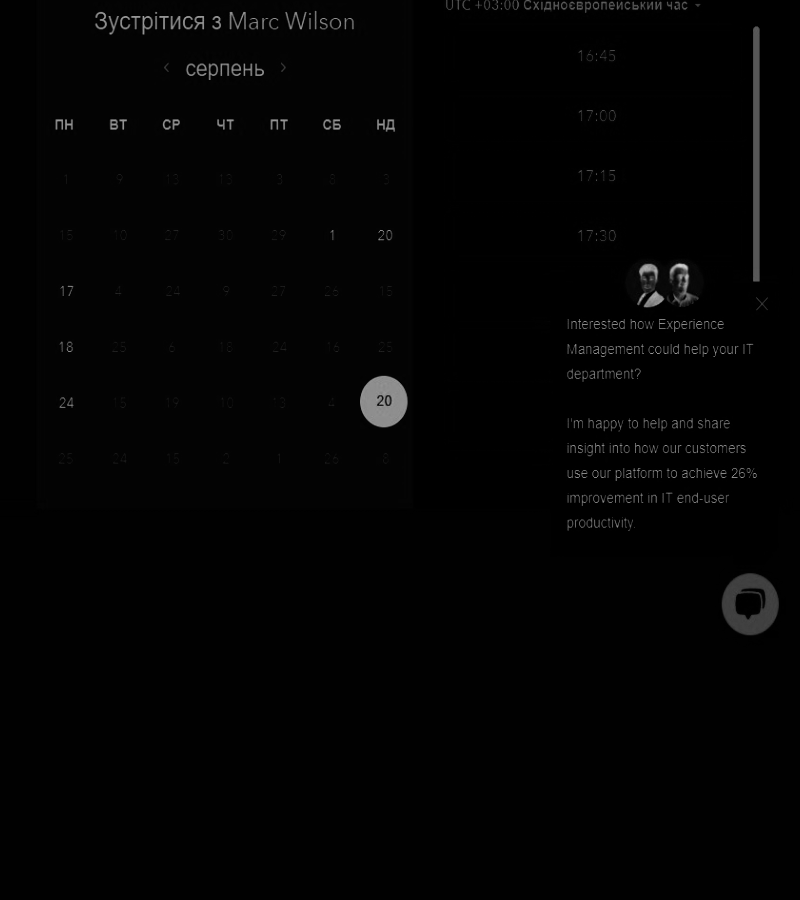 Зустрітися з Marc Wilson
серпень
ПН ВТ СР ЧТ ПТ СБ НД
1 9 13 13 3 8 3
15 10 27 30 29 1 20
17 4 24 9 27 26 15
18 25 6 18 24 16 25
24 15 19 10 13 4 20
25 24 15 2 1 26 8
UTC +03:00 Східноєвропейський час
16:45
17:00
17:15
17:30
Interested how Experience
Management could help your IT
department?
I'm happy to help and share
insight into how our customers
use our platform to achieve 26%
improvement in IT end-user
productivity.